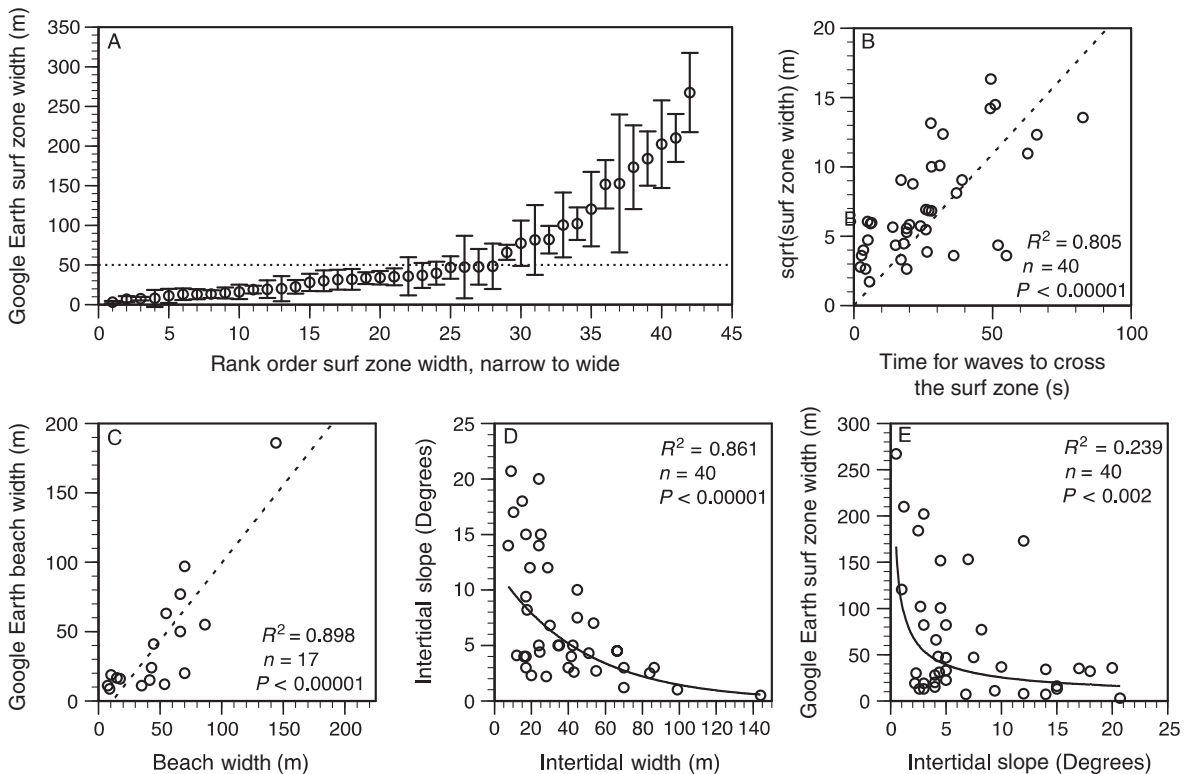 A
Google Earth surf zone width (m)
350
300
250
200
150
100
50
0
0 5 10 15 20 25 30 35 40 45
Rank order surf zone width, narrow to wide
B
sqrt(surf zone width) (m)
20
15
10
5
0
B
R² = 0.805
n = 40
P < 0.00001
0 50 100
Time for waves to cross
the surf zone (s)
C
Google Earth beach width (m)
200
150
100
50
0
R² = 0.898
n = 17
P < 0.00001
0 50 100 150 200
Beach width (m)
D
Intertidal slope (Degrees)
25
20
15
10
5
0
R² = 0.861
n = 40
P < 0.00001
0 20 40 60 80 100 120 140
Intertidal width (m)
E
Google Earth surf zone width (m)
300
250
200
150
100
50
0
R² = 0.239
n = 40
P < 0.002
0 5 10 15 20 25
Intertidal slope (Degrees)